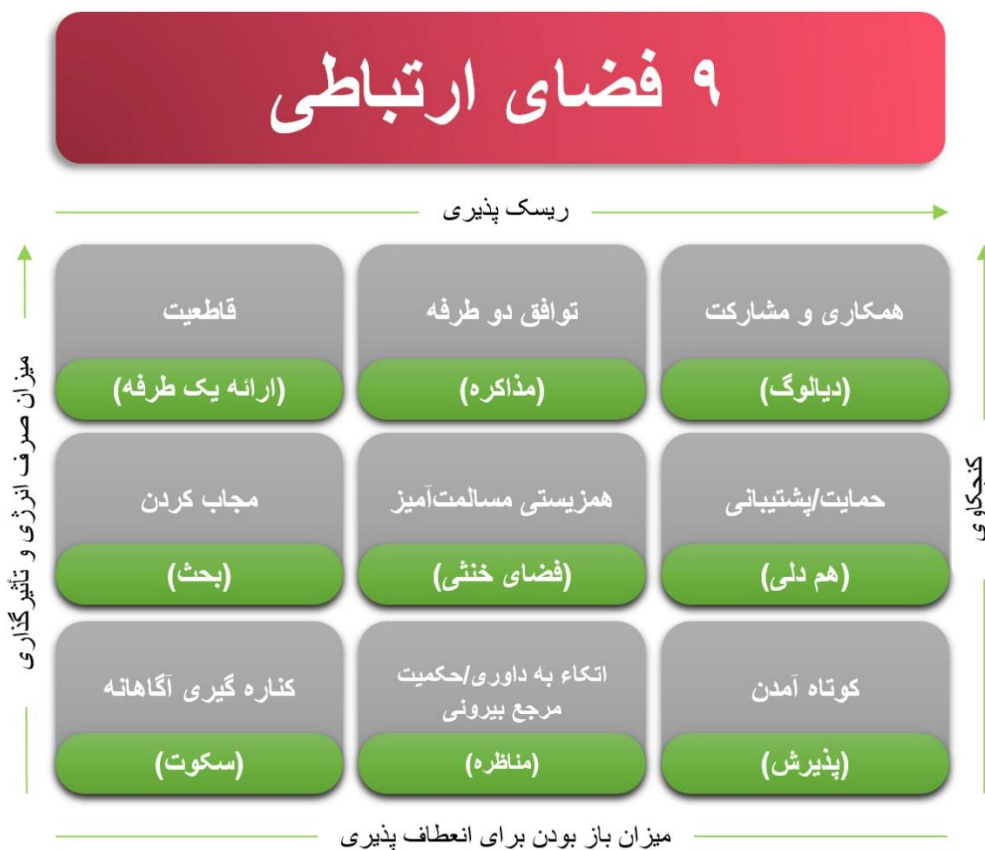 ۹ فضای ارتباطی
ریسک پذیری
همکاری و مشارکت
(دیالوگ)
توافق دو طرفه
(مذاکره)
قاطعیت
(ارائه یک طرفه)
حمایت/پشتیبانی
(هم دلی)
همزیستی مسالمت‌آمیز
(فضای خنثی)
مجاب کردن
(بحث)
کوتاه آمدن
(پذیرش)
اتکاء به داوری/حکمیت
مرجع بیرونی
(مناظره)
کناره گیری آگاهانه
(سکوت)
کنجکاوی
میزان صرف انرژی و تأثیرگذاری
میزان باز بودن برای انعطاف پذیری